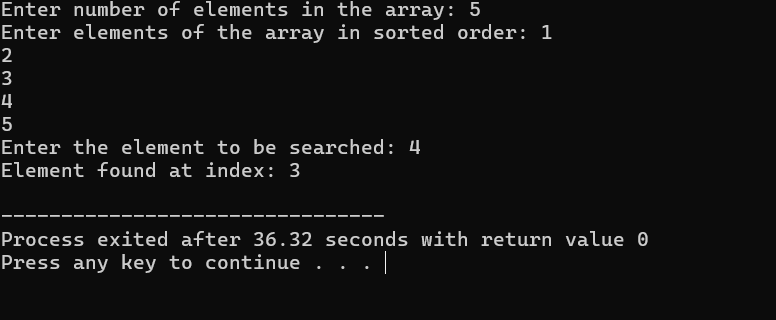 Enter number of elements in the array: 5
Enter elements of the array in sorted order: 1
2
3
4
5
Enter the element to be searched: 4
Element found at index: 3
--------------------------------
Process exited after 36.32 seconds with return value 0
Press any key to continue . . .